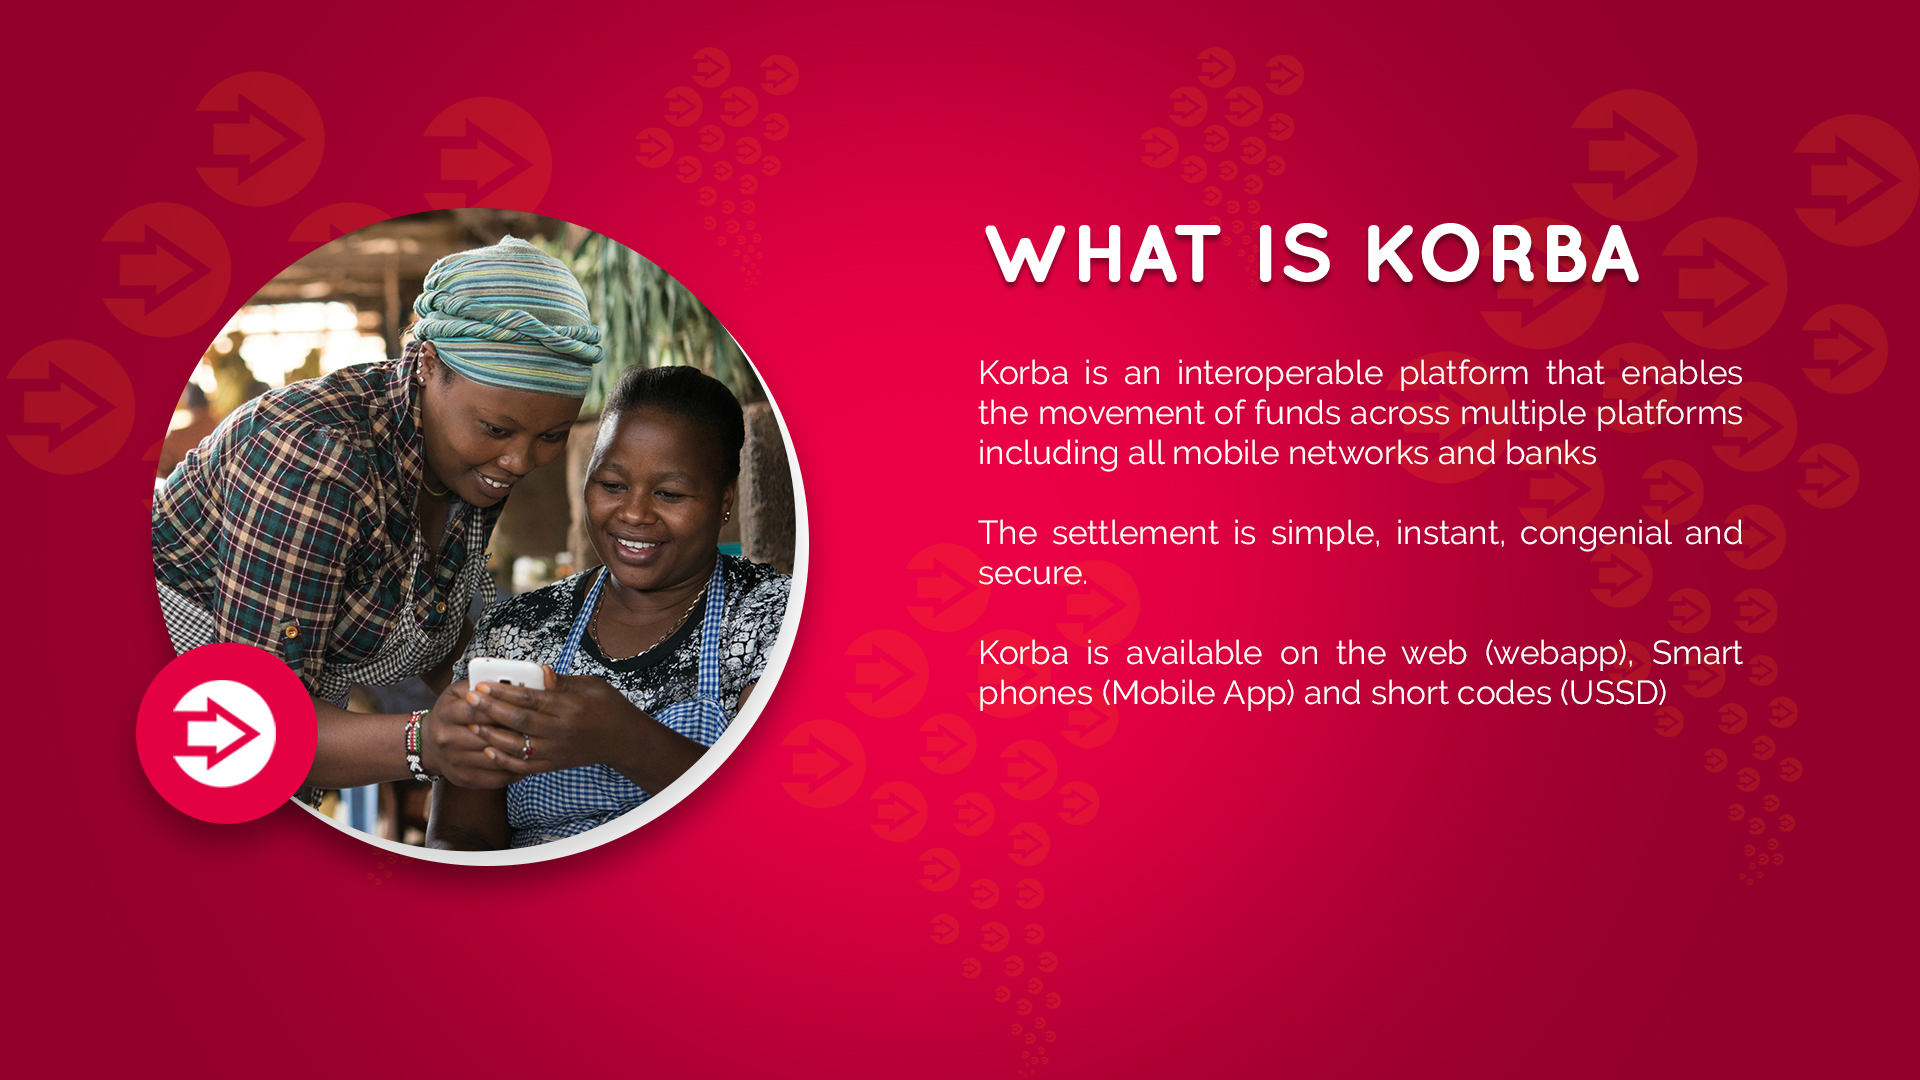 WHAT IS KORBA
Korba is an interoperable platform that enables
the movement of funds across multiple platforms
including all mobile networks and banks
The settlement is simple, instant, congenial and
secure.
Korba is available on the web (webapp), Smart
phones (Mobile App) and short codes (USSD)